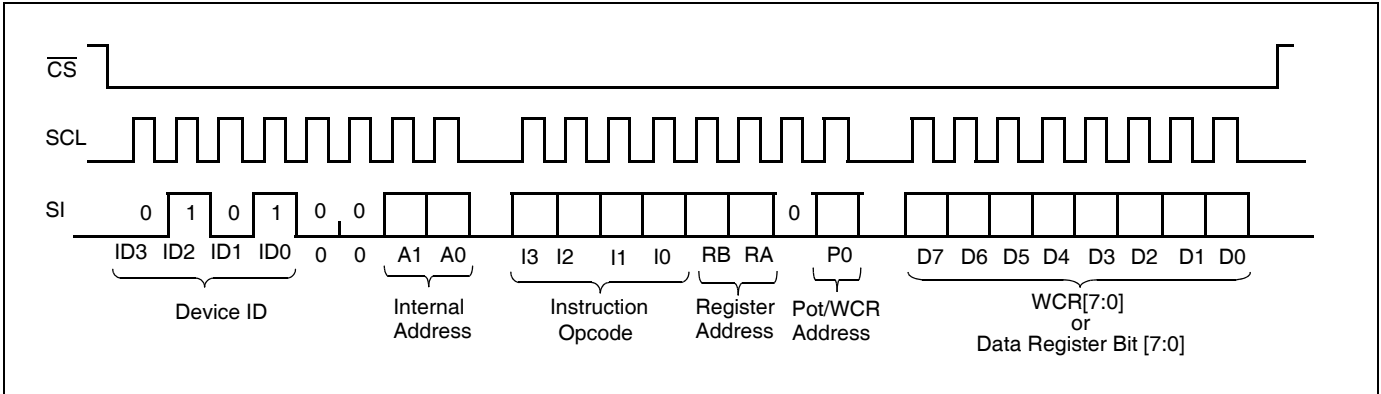 CS
SCL
SI
0 1 0 1 0 0 0
ID3 ID2 ID1 ID0 0 0 A1 A0 I3 I2 I1 I0 RB RA P0 D7 D6 D5 D4 D3 D2 D1 D0
Device ID
Internal
Address
Instruction
Opcode
Register
Address
Pot/WCR
Address
WCR[7:0]
or
Data Register Bit [7:0]